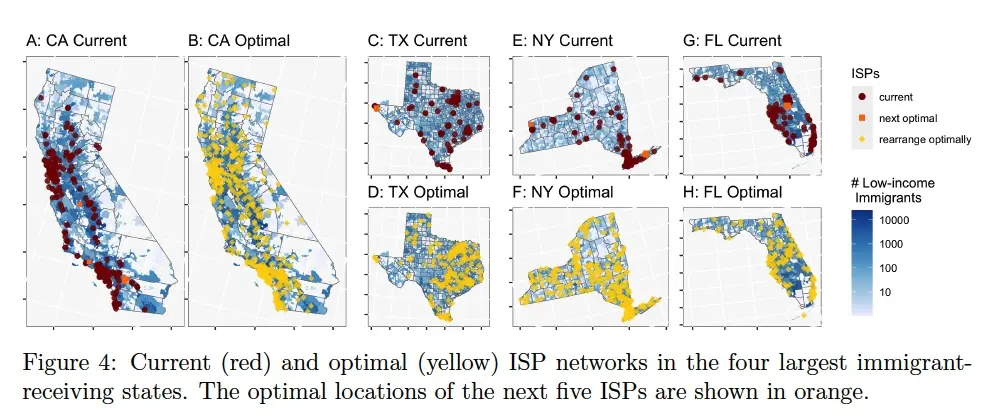 A: CA Current
B: CA Optimal
C: TX Current
E: NY Current
G: FL Current
D: TX Optimal
F: NY Optimal
H: FL Optimal
ISPs
current
next optimal
rearrange optimally
# Low-income
Immigrants
10000
1000
100
10
Figure 4: Current (red) and optimal (yellow) ISP networks in the four largest immigrant-
receiving states. The optimal locations of the next five ISPs are shown in orange.